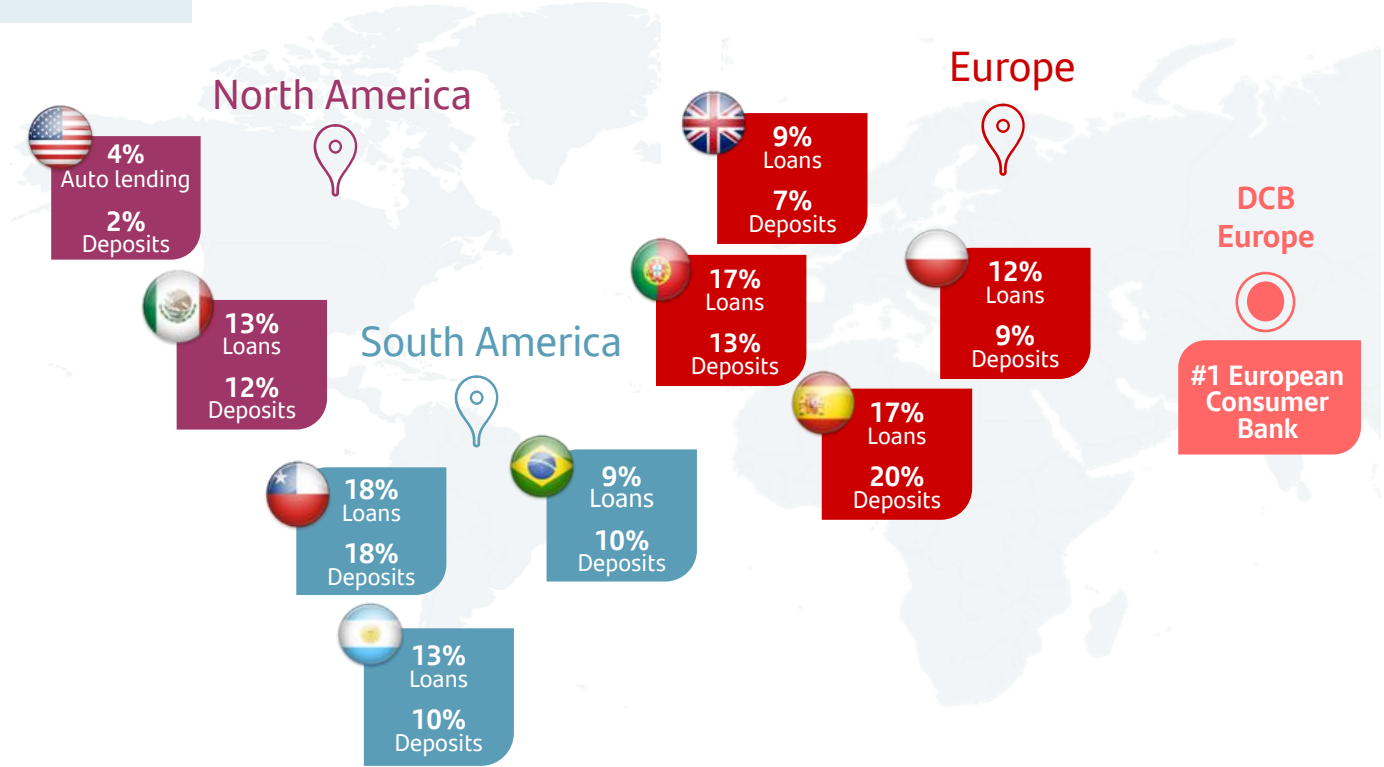 North America
4%
Auto lending
2%
Deposits
13%
Loans
12%
Deposits
South America
18%
Loans
18%
Deposits
9%
Loans
10%
Deposits
13%
Loans
10%
Deposits
Europe
9%
Loans
7%
Deposits
17%
Loans
13%
Deposits
12%
Loans
9%
Deposits
17%
Loans
20%
Deposits
DCB
Europe
#1 European
Consumer
Bank